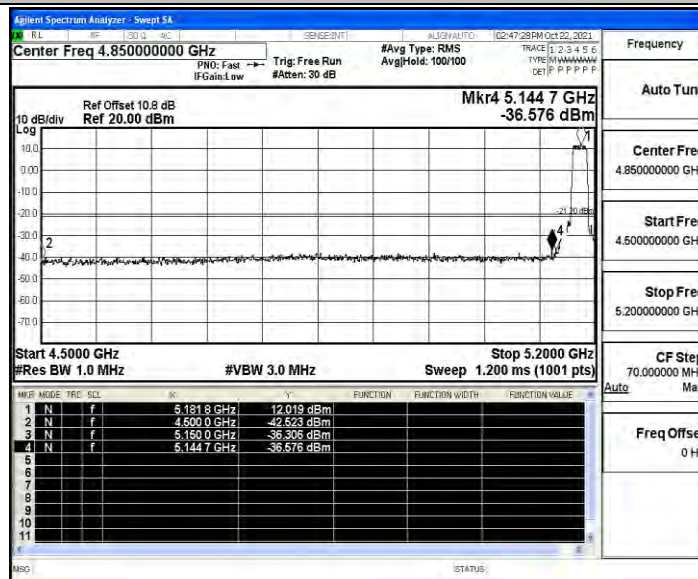 Agilent Spectrum Analyzer - Swept SA
RL RF 50 Ω AC SENSE:INT ALIGN AUTO 02:47:28 PM Oct 22, 2021
Center Freq 4.850000000 GHz
PNO: Fast
IFGain:Low
Trig: Free Run
#Atten: 30 dB
#Avg Type: RMS
Avg|Hold: 100/100
TRACE 1 2 3 4 5 6
TYPE M W W W W W
DET P P P P P P
Frequency
Auto Tun
Center Fre
4.850000000 GH
Start Fre
4.500000000 GH
Stop Fre
5.200000000 GH
CF Ste
70.000000 MH
Auto Ma
Freq Offse
0 H
Mkr4 5.144 7 GHz
-36.576 dBm
Ref Offset 10.8 dB
10 dB/div Ref 20.00 dBm
Log
10.0
0.00
-10.0
-20.0
-30.0
-40.0
-50.0
-60.0
-70.0
1
-21.20 dBm
4
2
Start 4.5000 GHz Stop 5.2000 GHz
#Res BW 1.0 MHz #VBW 3.0 MHz Sweep 1.200 ms (1001 pts)
MKR MODE TRC SCL X Y FUNCTION FUNCTION WIDTH FUNCTION VALUE
1 N f 5.181 8 GHz 12.019 dBm
2 N f 4.500 0 GHz -42.523 dBm
3 N f 5.150 0 GHz -36.306 dBm
4 N f 5.144 7 GHz -36.576 dBm
5
6
7
8
9
10
11
MSG STATUS